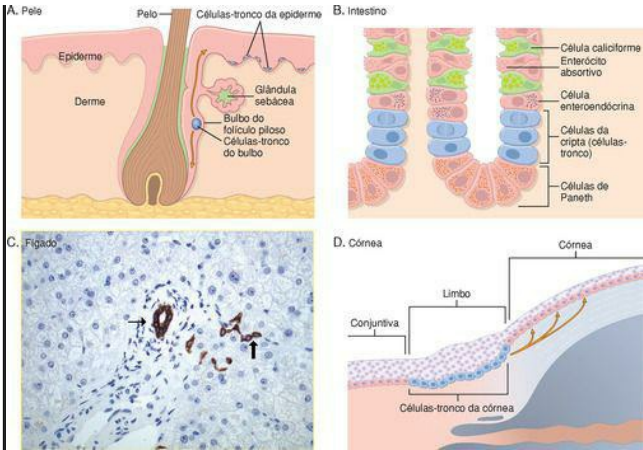 A. Pele
Pelo
Células-tronco da epiderme
Epiderme
Derme
Glândula
sebácea
Bulbo do
folículo piloso
Células-tronco
do bulbo
B. Intestino
Célula caliciforme
Enterócito
absortivo
Célula
enteroendócrina
Células da
cripta (células-
tronco)
Células de
Paneth
C. Fígado
D. Córnea
Córnea
Limbo
Conjuntiva
Células-tronco da córnea